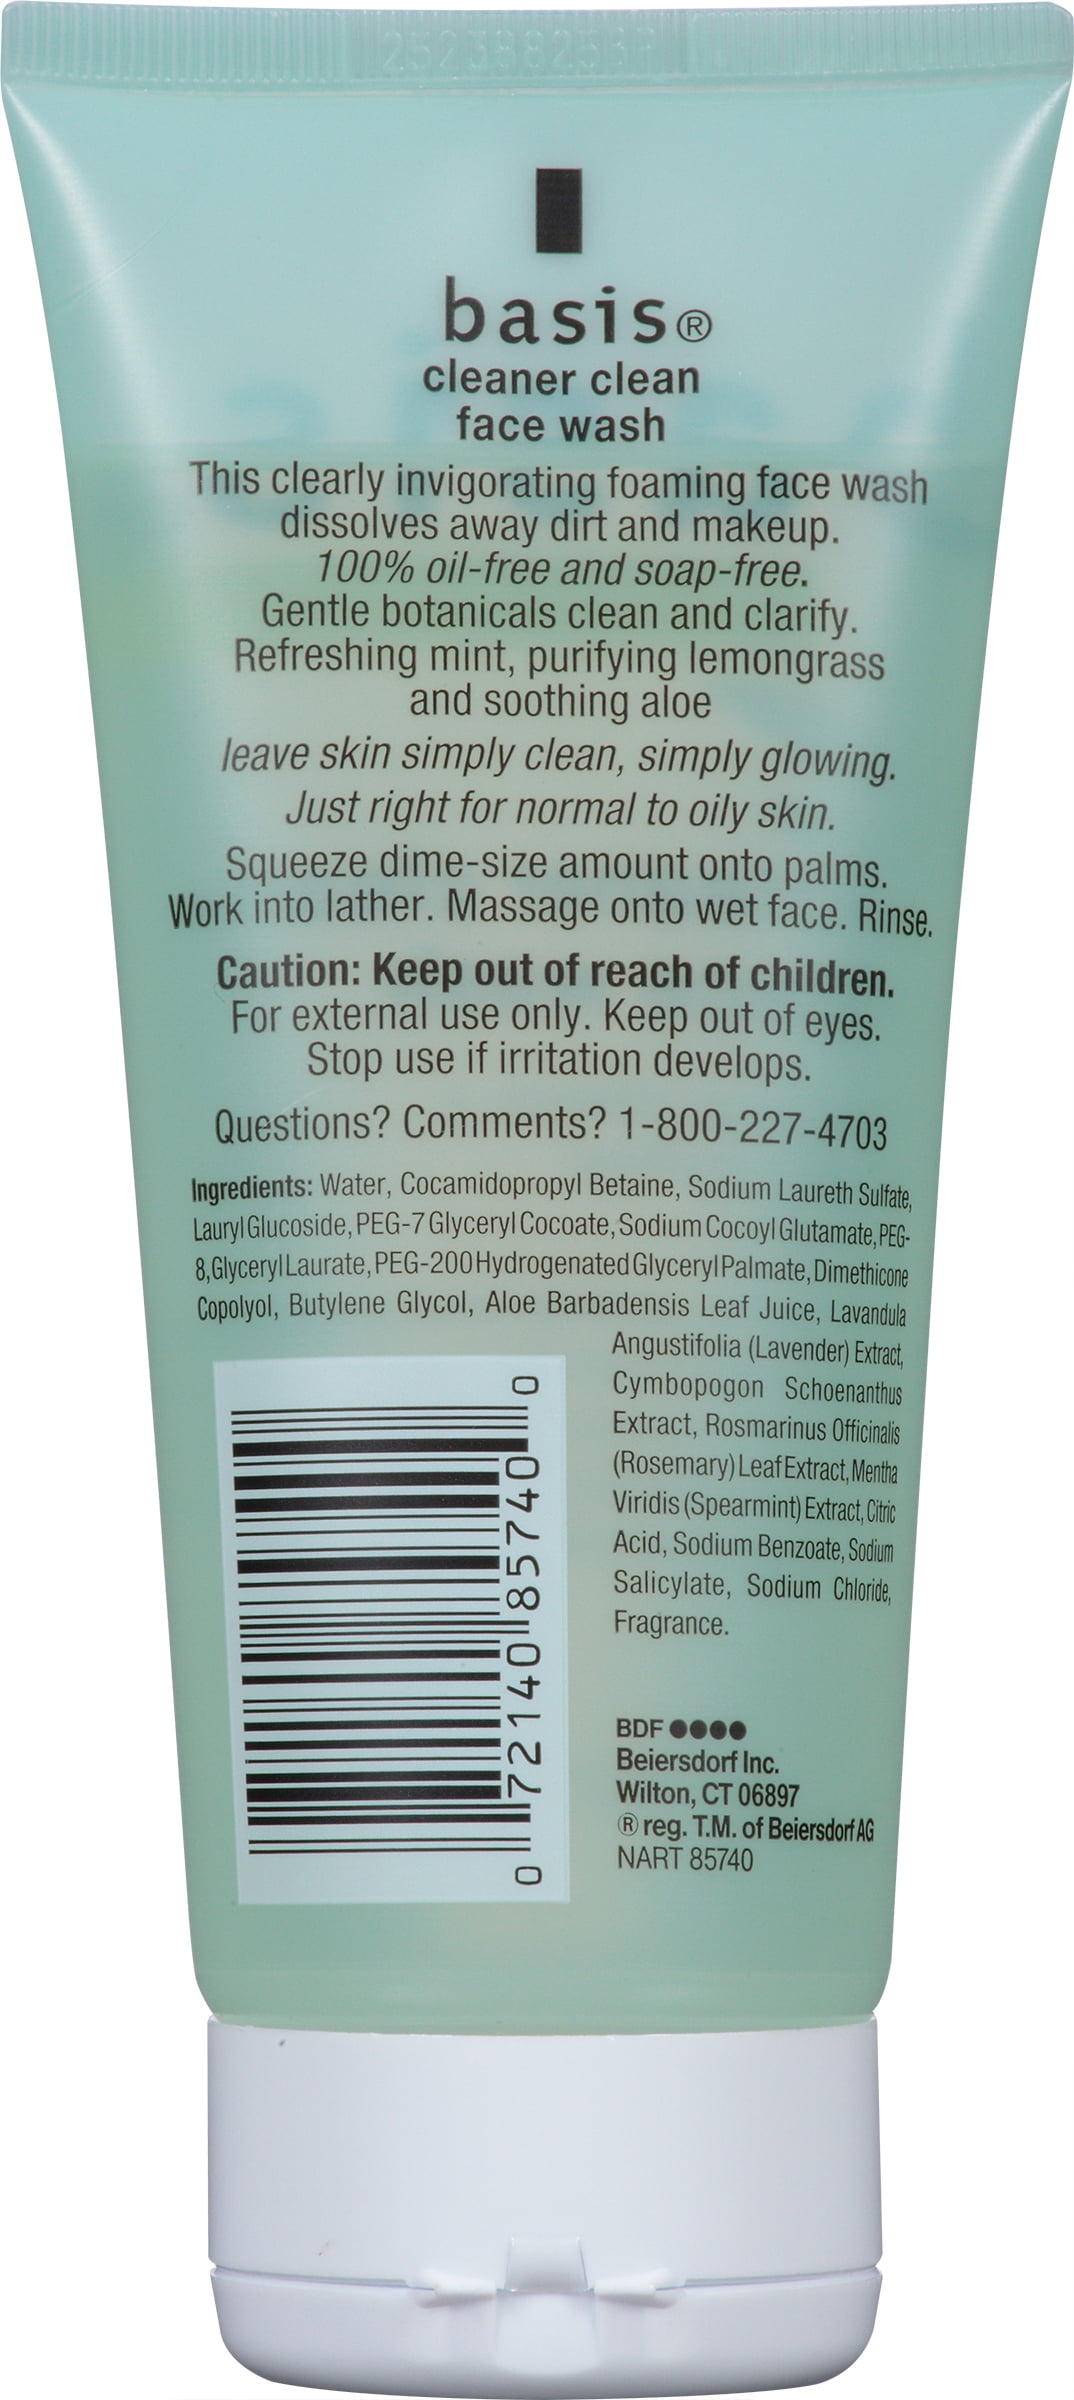 basis®
cleaner clean
face wash
This clearly invigorating foaming face wash
dissolves away dirt and makeup.
100% oil-free and soap-free.
Gentle botanicals clean and clarify.
Refreshing mint, purifying lemongrass
and soothing aloe
leave skin simply clean, simply glowing.
Just right for normal to oily skin.
Squeeze dime-size amount onto palms.
Work into lather. Massage onto wet face. Rinse.
Caution: Keep out of reach of children.
For external use only. Keep out of eyes.
Stop use if irritation develops.
Questions? Comments? 1-800-227-4703
Ingredients: Water, Cocamidopropyl Betaine, Sodium Laureth Sulfate,
Lauryl Glucoside, PEG-7 Glyceryl Cocoate, Sodium Cocoyl Glutamate, PEG-
8, Glyceryl Laurate, PEG-200 Hydrogenated Glyceryl Palmate, Dimethicone
Copolyol, Butylene Glycol, Aloe Barbadensis Leaf Juice, Lavandula
Angustifolia (Lavender) Extract,
Cymbopogon Schoenanthus
Extract, Rosmarinus Officinalis
(Rosemary) Leaf Extract, Mentha
Viridis (Spearmint) Extract, Citric
Acid, Sodium Benzoate, Sodium
Salicylate, Sodium Chloride,
Fragrance.
0 72140 85740 0
BDF ●●●●
Beiersdorf Inc.
Wilton, CT 06897
® reg. T.M. of Beiersdorf AG
NART 85740